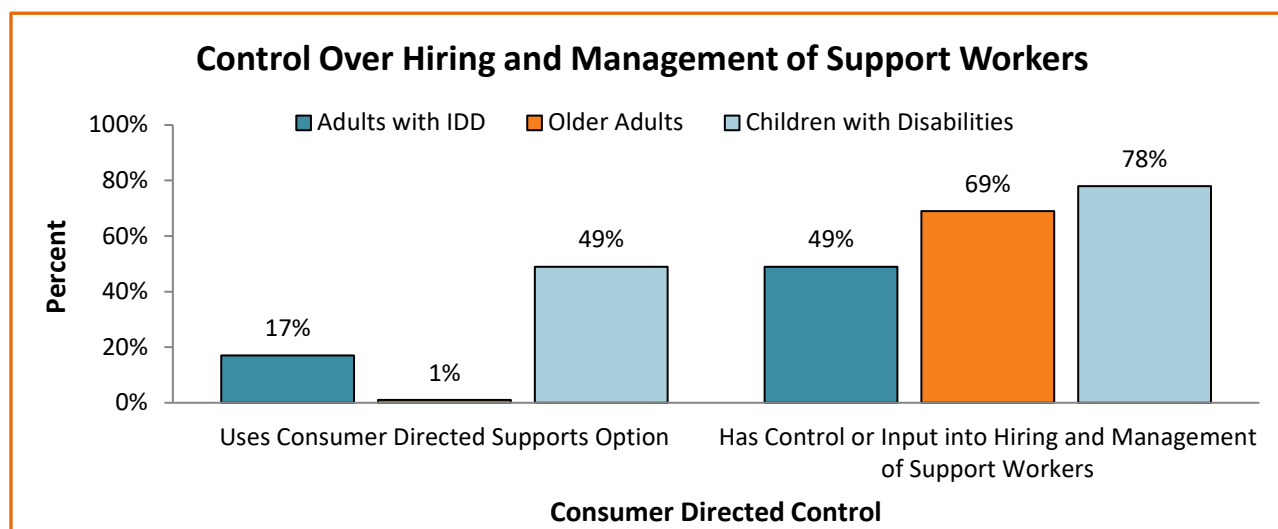 Control Over Hiring and Management of Support Workers
Adults with IDD Older Adults Children with Disabilities
100%
80%
60%
40%
20%
0%
Percent
17%
1%
49%
49%
69%
78%
Uses Consumer Directed Supports Option
Has Control or Input into Hiring and Management
of Support Workers
Consumer Directed Control